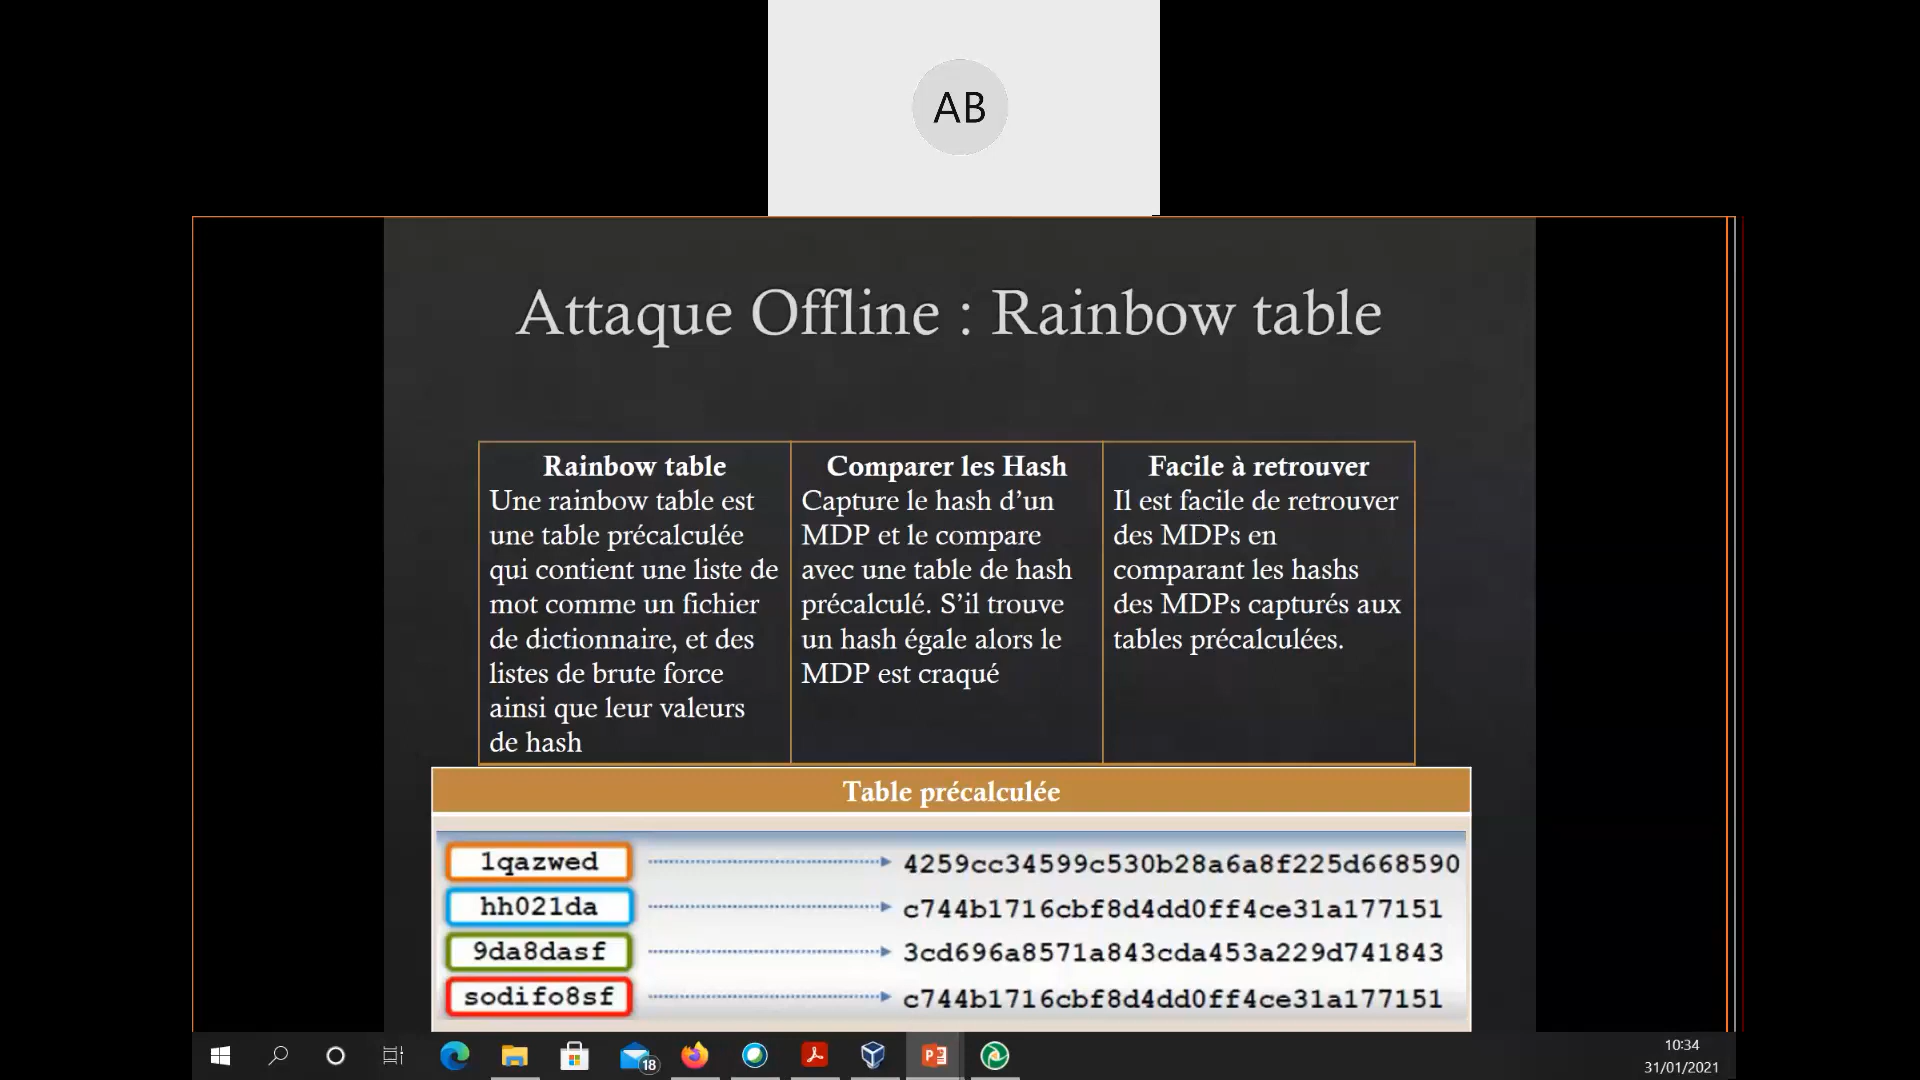 AB
Attaque Offline : Rainbow table
Rainbow table
Une rainbow table est
une table précalculée
qui contient une liste de
mot comme un fichier
de dictionnaire, et des
listes de brute force
ainsi que leur valeurs
de hash
Comparer les Hash
Capture le hash d’un
MDP et le compare
avec une table de hash
précalculé. S’il trouve
un hash égale alors le
MDP est craqué
Facile à retrouver
Il est facile de retrouver
des MDPs en
comparant les hashs
des MDPs capturés aux
tables précalculées.
Table précalculée
1qazwed 4259cc34599c530b28a6a8f225d668590
hh021da c744b1716cbf8d4dd0ff4ce31a177151
9da8dasf 3cd696a8571a843cda453a229d741843
sodifo8sf c744b1716cbf8d4dd0ff4ce31a177151
18
10:34
31/01/2021